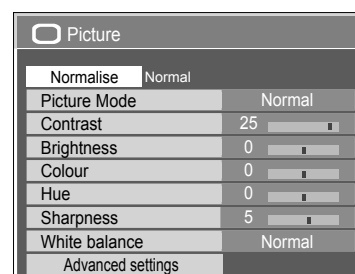 Picture
Normalise Normal
Picture Mode Normal
Contrast 25
Brightness 0
Colour 0
Hue 0
Sharpness 5
White balance Normal
Advanced settings